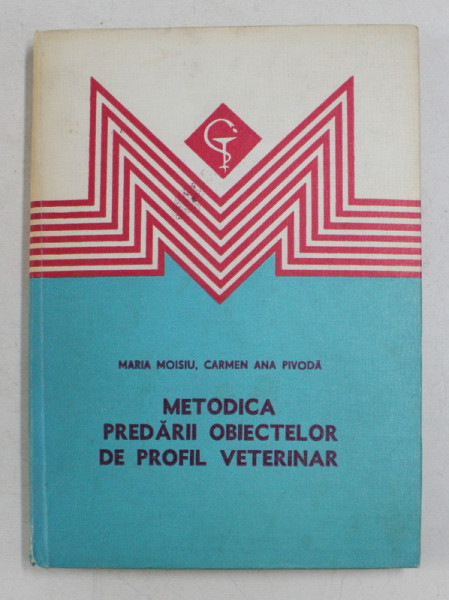 MARIA MOISIU, CARMEN ANA PIVODĂ
METODICA
PREDĂRII OBIECTELOR
DE PROFIL VETERINAR